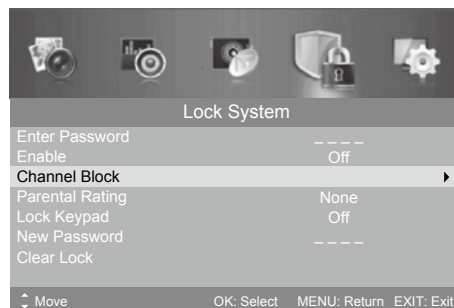 Lock System
Enter Password _ _ _ _
Enable Off
Channel Block
Parental Rating None
Lock Keypad Off
New Password _ _ _ _
Clear Lock
Move OK: Select MENU: Return EXIT: Exit